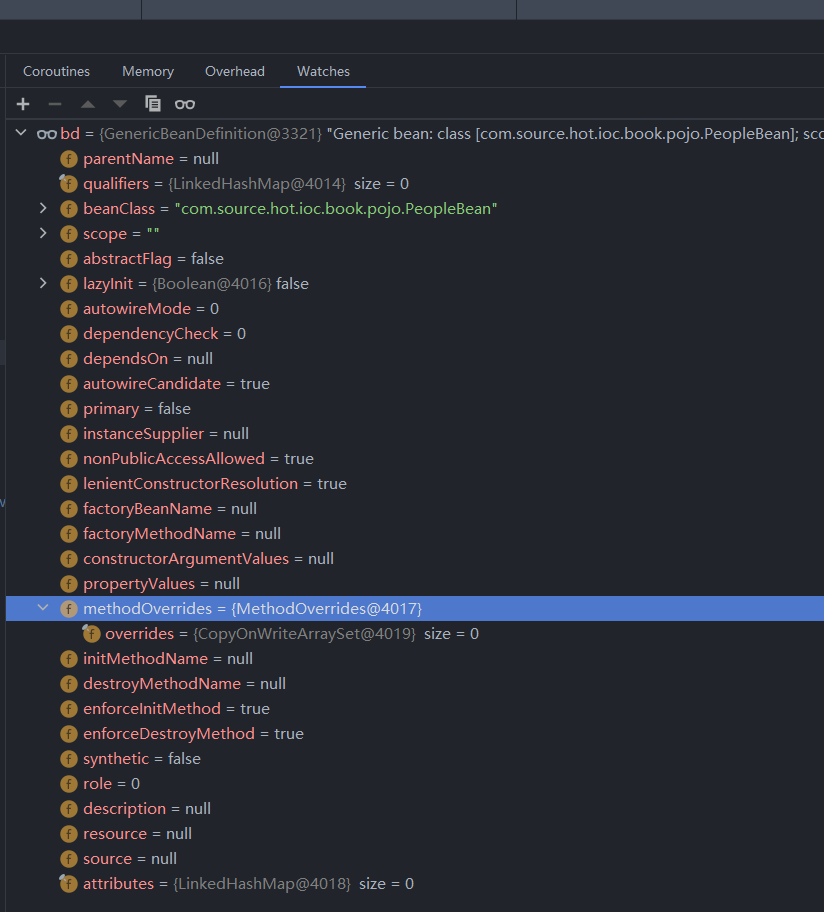 Coroutines Memory Overhead Watches
bd = {GenericBeanDefinition@3321} "Generic bean: class [com.source.hot.ioc.book.pojo.PeopleBean]; sco
parentName = null
qualifiers = {LinkedHashMap@4014} size = 0
beanClass = "com.source.hot.ioc.book.pojo.PeopleBean"
scope = ""
abstractFlag = false
lazyInit = {Boolean@4016} false
autowireMode = 0
dependencyCheck = 0
dependsOn = null
autowireCandidate = true
primary = false
instanceSupplier = null
nonPublicAccessAllowed = true
lenientConstructorResolution = true
factoryBeanName = null
factoryMethodName = null
constructorArgumentValues = null
propertyValues = null
methodOverrides = {MethodOverrides@4017}
overrides = {CopyOnWriteArraySet@4019} size = 0
initMethodName = null
destroyMethodName = null
enforceInitMethod = true
enforceDestroyMethod = true
synthetic = false
role = 0
description = null
resource = null
source = null
attributes = {LinkedHashMap@4018} size = 0